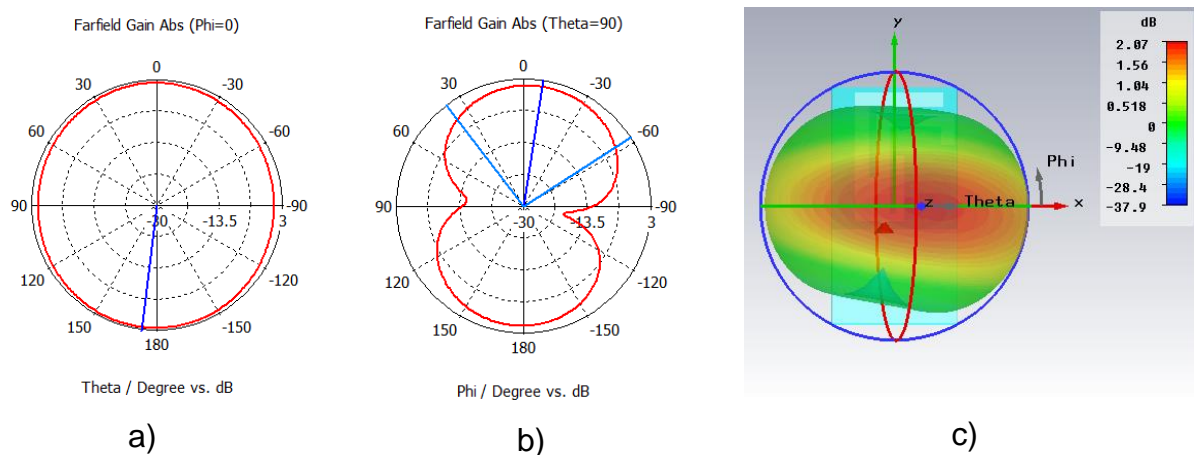 Farfield Gain Abs (Phi=0)
0
30 -30
60 -60
90 -30 -13.5 3 -90
120 -120
150 -150
180
Theta / Degree vs. dB
a)
Farfield Gain Abs (Theta=90)
0
30 -30
60 -60
90 -30 -13.5 3 -90
120 -120
150 -150
180
Phi / Degree vs. dB
b)
y
Phi
z Theta x
dB
2.07
1.56
1.04
0.518
0
-9.48
-19
-28.4
-37.9
c)